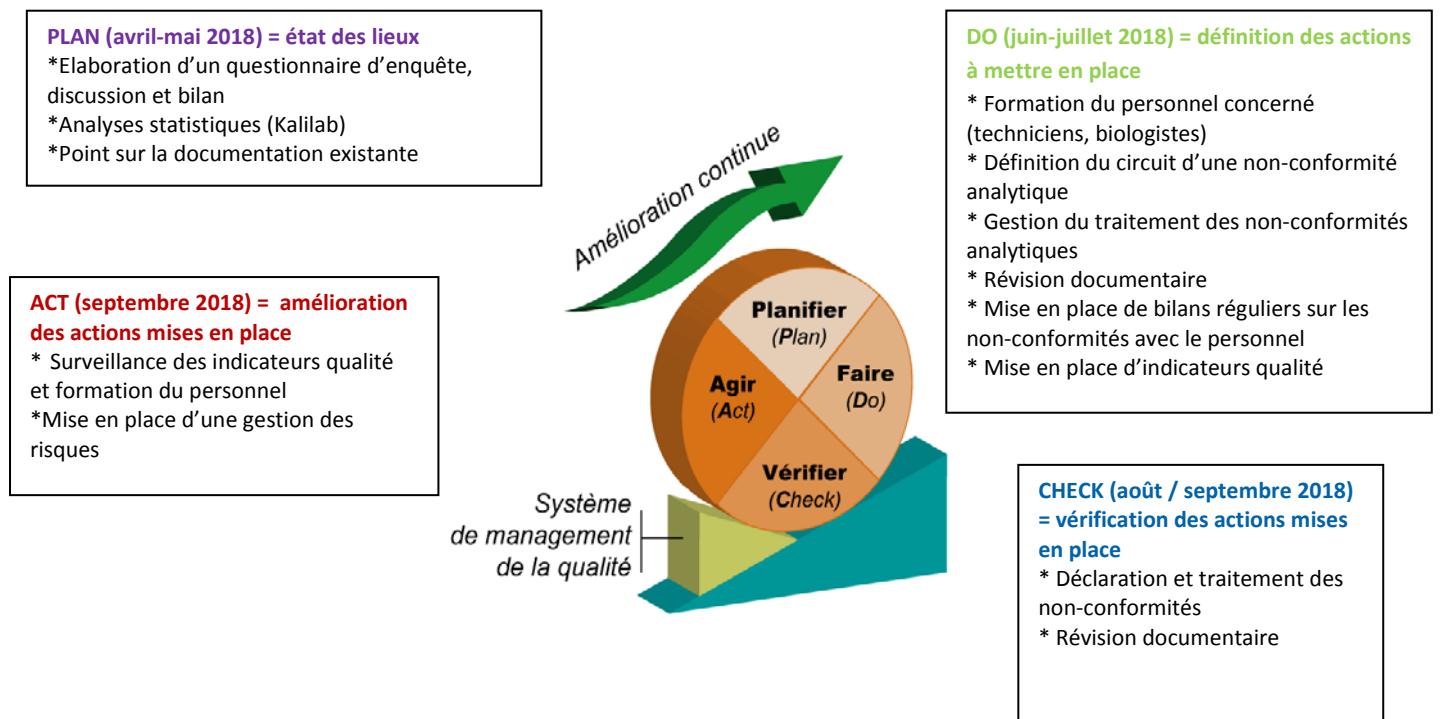 PLAN (avril-mai 2018) = état des lieux
*Elaboration d’un questionnaire d’enquête,
discussion et bilan
*Analyses statistiques (Kalilab)
*Point sur la documentation existante
DO (juin-juillet 2018) = définition des actions
à mettre en place
* Formation du personnel concerné
(techniciens, biologistes)
* Définition du circuit d’une non-conformité
analytique
* Gestion du traitement des non-conformités
analytiques
* Révision documentaire
* Mise en place de bilans réguliers sur les
non-conformités avec le personnel
* Mise en place d’indicateurs qualité
Amélioration continue
ACT (septembre 2018) = amélioration
des actions mises en place
* Surveillance des indicateurs qualité
et formation du personnel
*Mise en place d’une gestion des
risques
Planifier
(Plan)
Faire
(Do)
Agir
(Act)
Vérifier
(Check)
Système
de management
de la qualité
CHECK (août / septembre 2018)
= vérification des actions mises
en place
* Déclaration et traitement des
non-conformités
* Révision documentaire